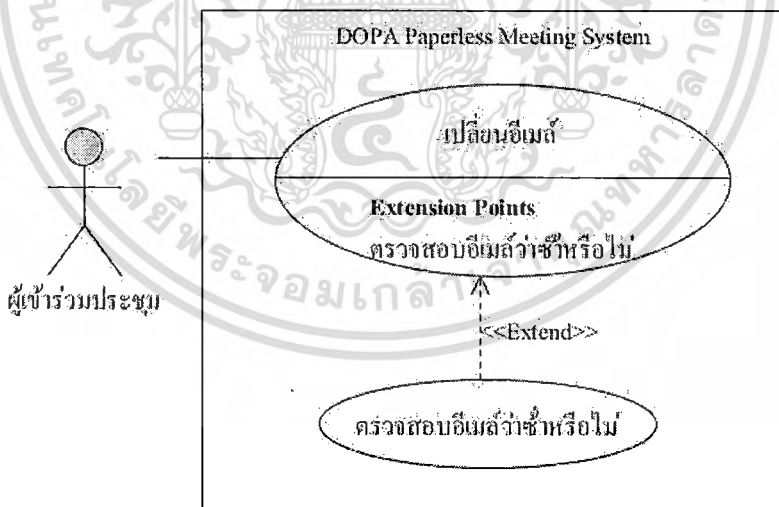 DOPA Paperless Meeting System
เปลี่ยนอีเมล์
Extension Points
ตรวจสอบอีเมล์ว่าซ้ำหรือไม่
ผู้เข้าร่วมประชุม
<<Extend>>
ตรวจสอบอีเมล์ว่าซ้ำหรือไม่